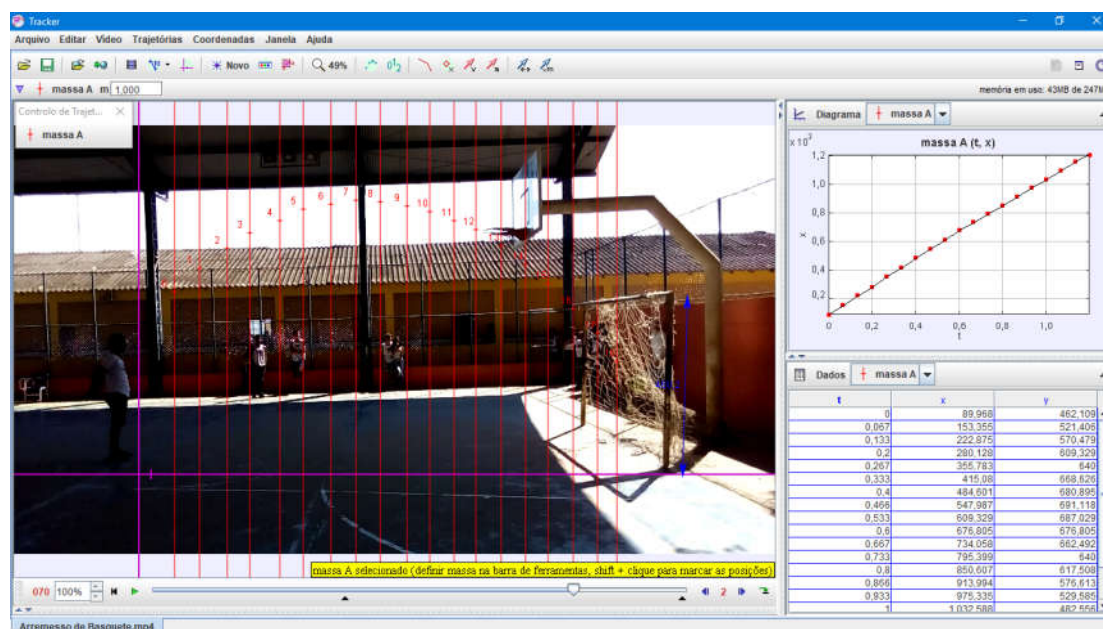 Tracker
Arquivo Editar Vídeo Trajetórias Coordenadas Janela Ajuda
Novo 49%
massa A m 1,000
memória em uso: 43MB de 247M
Controlo de Trajet...
massa A
1
2
3
4
5
6
7
8
9
10
11
12
massa A selecionado (definir massa na barra de ferramentas, shift + clique para marcar as posições)
070 100% 2
Arremesso de Basquete.mp4
Diagrama massa A
massa A (t, x)
x 10³
1,2
1,0
0,8
x 0,6
0,4
0,2
0 0,2 0,4 0,6 0,8 1,0
t
Dados massa A
t x y
0 89,968 462,109
0,067 153,355 521,406
0,133 222,875 570,479
0,2 280,128 609,329
0,267 355,783 640
0,333 415,08 668,626
0,4 484,601 680,895
0,466 547,987 691,118
0,533 609,329 687,029
0,6 676,805 676,805
0,667 734,058 662,492
0,733 795,399 640
0,8 850,607 617,508
0,866 913,994 576,613
0,933 975,335 529,585
1 1.032,588 482,556